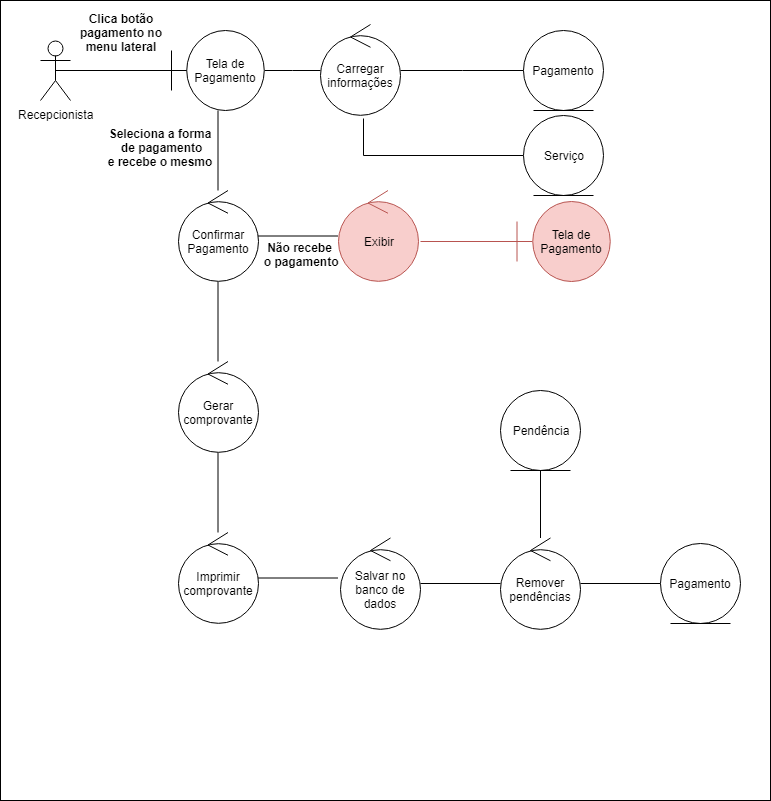 Clica botão
pagamento no
menu lateral
Recepcionista
Tela de
Pagamento
Carregar
informações
Pagamento
Serviço
Seleciona a forma
de pagamento
e recebe o mesmo
Confirmar
Pagamento
Não recebe
o pagamento
Exibir
Tela de
Pagamento
Gerar
comprovante
Pendência
Imprimir
comprovante
Salvar no
banco de
dados
Remover
pendências
Pagamento